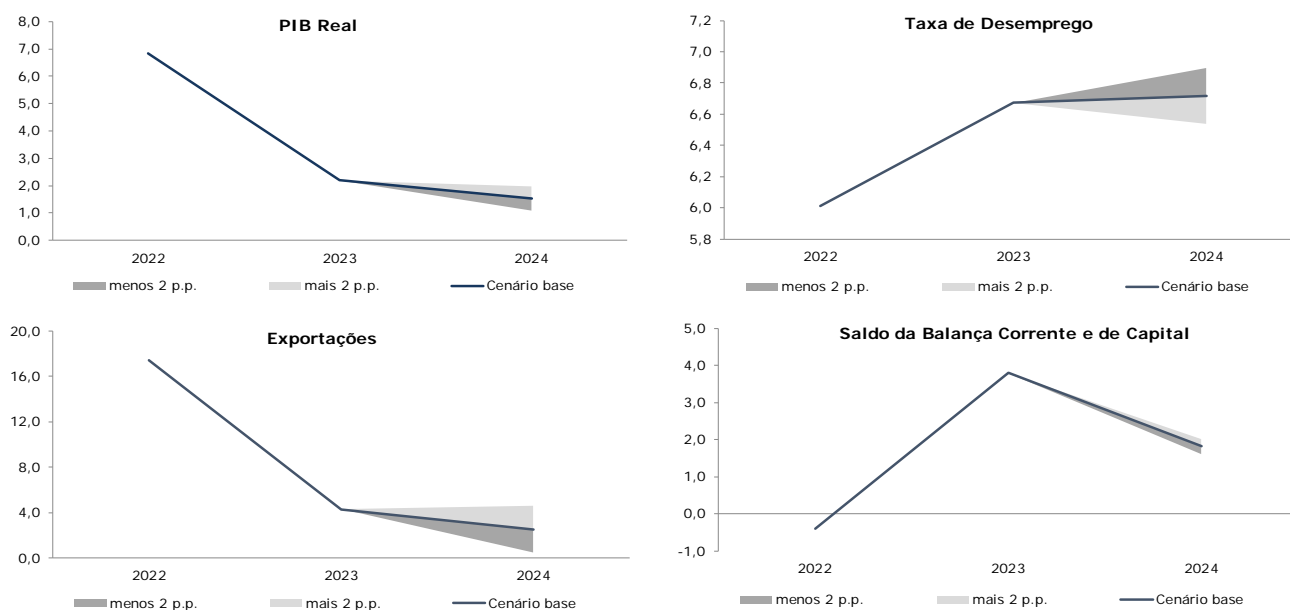 PIB Real
8,0
7,0
6,0
5,0
4,0
3,0
2,0
1,0
0,0
2022 2023 2024
menos 2 p.p. mais 2 p.p. Cenário base
Taxa de Desemprego
7,2
7,0
6,8
6,6
6,4
6,2
6,0
5,8
2022 2023 2024
menos 2 p.p. mais 2 p.p. Cenário base
Exportações
20,0
16,0
12,0
8,0
4,0
0,0
2022 2023 2024
menos 2 p.p. mais 2 p.p. Cenário base
Saldo da Balança Corrente e de Capital
5,0
4,0
3,0
2,0
1,0
0,0
-1,0
2022 2023 2024
menos 2 p.p. mais 2 p.p. Cenário base